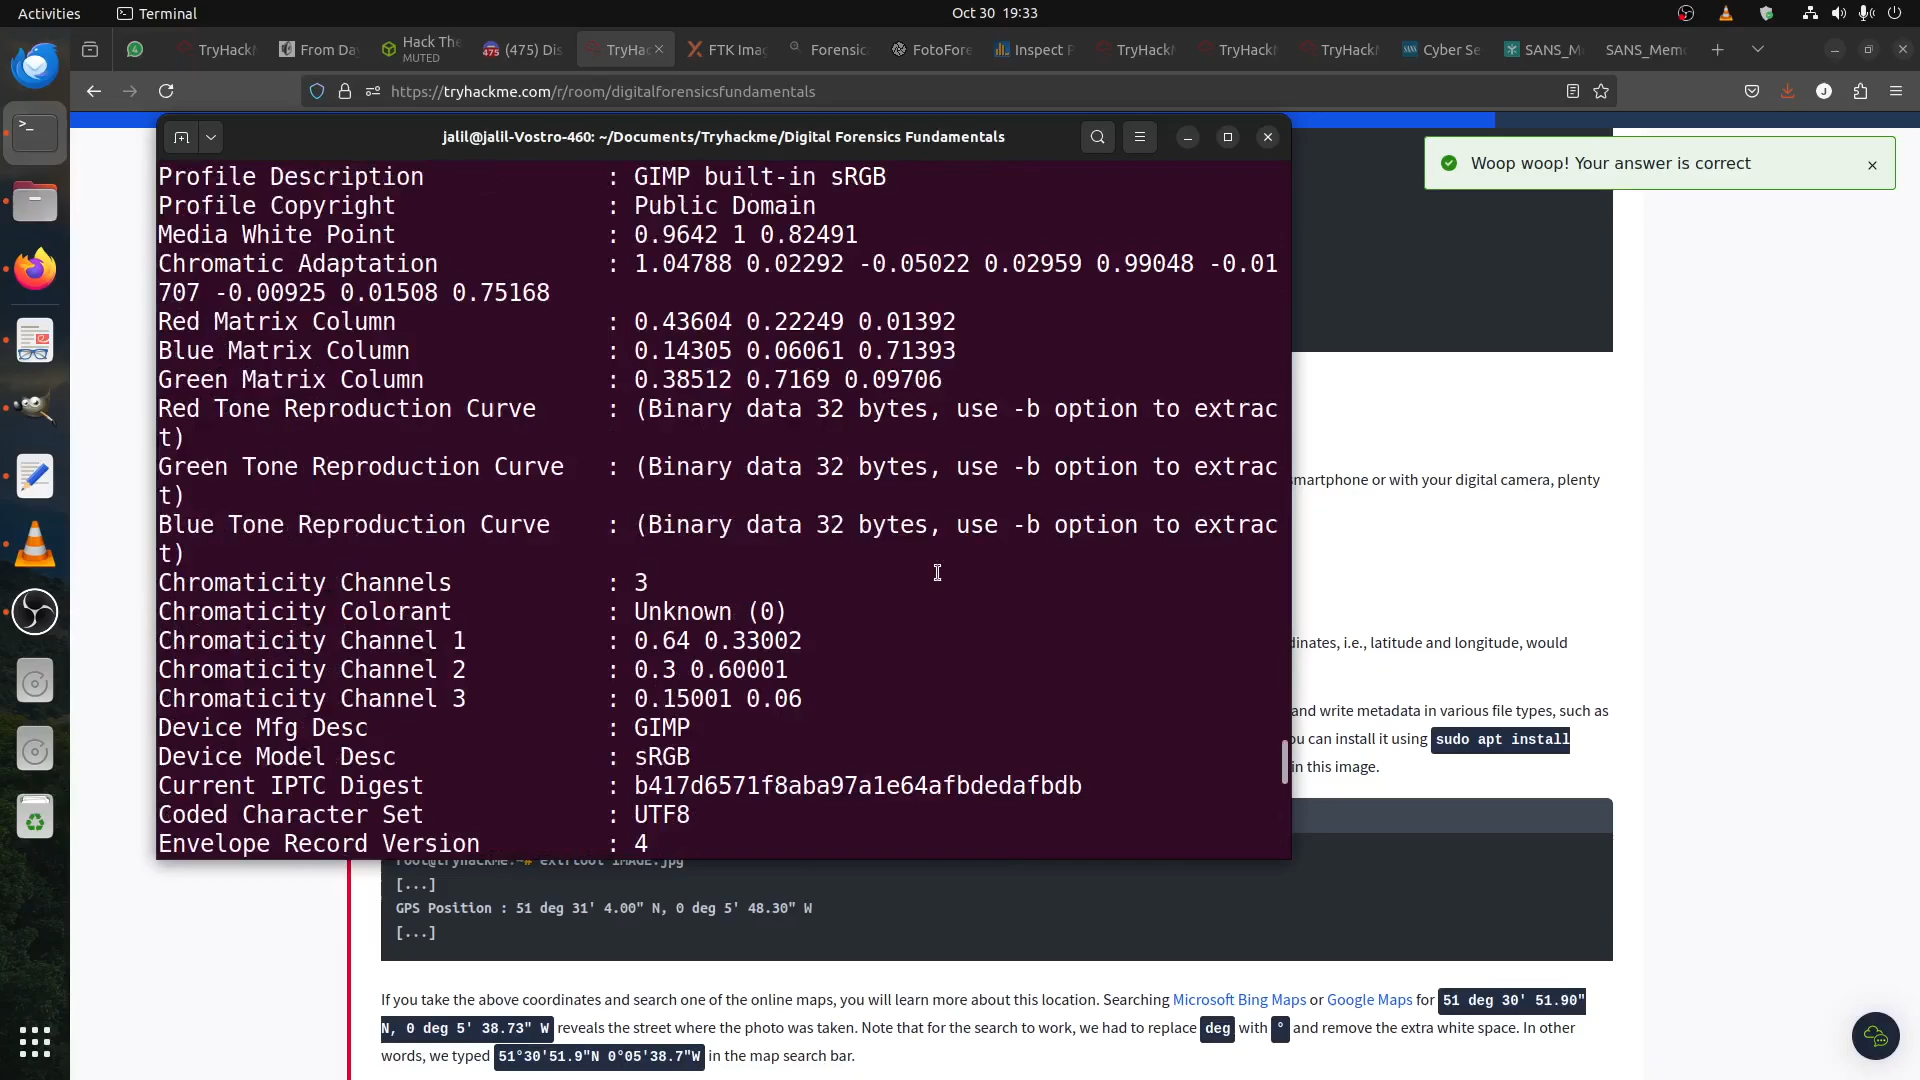 Activities
Terminal
Oct 30 19:33
TryHack
From Da
Hack The
MUTED
(475) Dis
TryHac
FTK Ima
Forensic
FotoFore
Inspect F
TryHack
TryHack
TryHack
Cyber Se
SANS_M
SANS_Mem
https://tryhackme.com/r/room/digitalforensicsfundamentals
jalil@jalil-Vostro-460: ~/Documents/Tryhackme/Digital Forensics Fundamentals
Woop woop! Your answer is correct
Profile Description : GIMP built-in sRGB
Profile Copyright : Public Domain
Media White Point : 0.9642 1 0.82491
Chromatic Adaptation : 1.04788 0.02292 -0.05022 0.02959 0.99048 -0.01
707 -0.00925 0.01508 0.75168
Red Matrix Column : 0.43604 0.22249 0.01392
Blue Matrix Column : 0.14305 0.06061 0.71393
Green Matrix Column : 0.38512 0.7169 0.09706
Red Tone Reproduction Curve : (Binary data 32 bytes, use -b option to extrac
t)
Green Tone Reproduction Curve : (Binary data 32 bytes, use -b option to extrac
t)
Blue Tone Reproduction Curve : (Binary data 32 bytes, use -b option to extrac
t)
Chromaticity Channels : 3
Chromaticity Colorant : Unknown (0)
Chromaticity Channel 1 : 0.64 0.33002
Chromaticity Channel 2 : 0.3 0.60001
Chromaticity Channel 3 : 0.15001 0.06
Device Mfg Desc : GIMP
Device Model Desc : sRGB
Current IPTC Digest : b417d6571f8aba97a1e64afbdedafbdb
Coded Character Set : UTF8
Envelope Record Version : 4
smartphone or with your digital camera, plenty
dinates, i.e., latitude and longitude, would
and write metadata in various file types, such as
ou can install it using sudo apt install
in this image.
root@tryhackme:~# exiftool IMAGE.jpg
[...]
GPS Position : 51 deg 31' 4.00" N, 0 deg 5' 48.30" W
[...]
If you take the above coordinates and search one of the online maps, you will learn more about this location. Searching Microsoft Bing Maps or Google Maps for 51 deg 30' 51.90"
N, 0 deg 5' 38.73" W reveals the street where the photo was taken. Note that for the search to work, we had to replace deg with ° and remove the extra white space. In other
words, we typed 51°30'51.9"N 0°05'38.7"W in the map search bar.